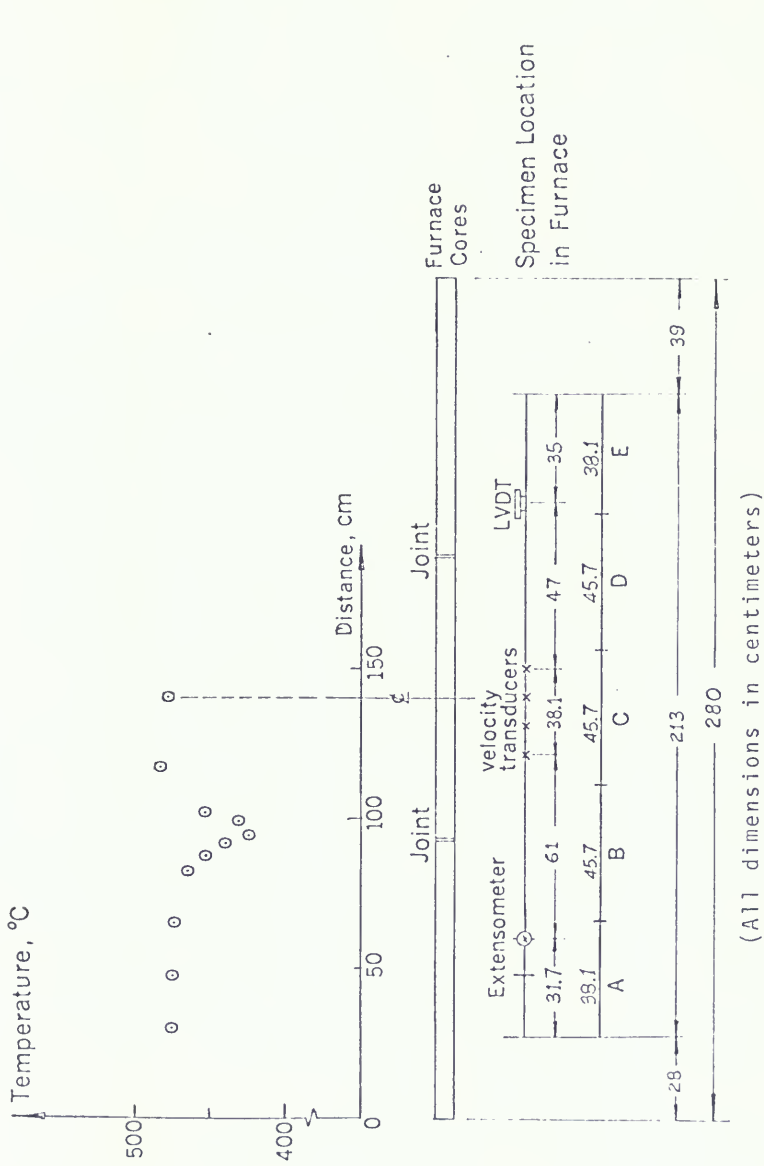 Temperature, °C
500
400
0
50
100
150
Distance, cm
℄
Joint
Joint
Furnace
Cores
Specimen Location
in Furnace
Extensometer
Velocity
transducers
LVDT
31.7
61
38.1
47
35
38.1
45.7
45.7
45.7
38.1
A
B
C
D
E
28
213
39
280
(All dimensions in centimeters)